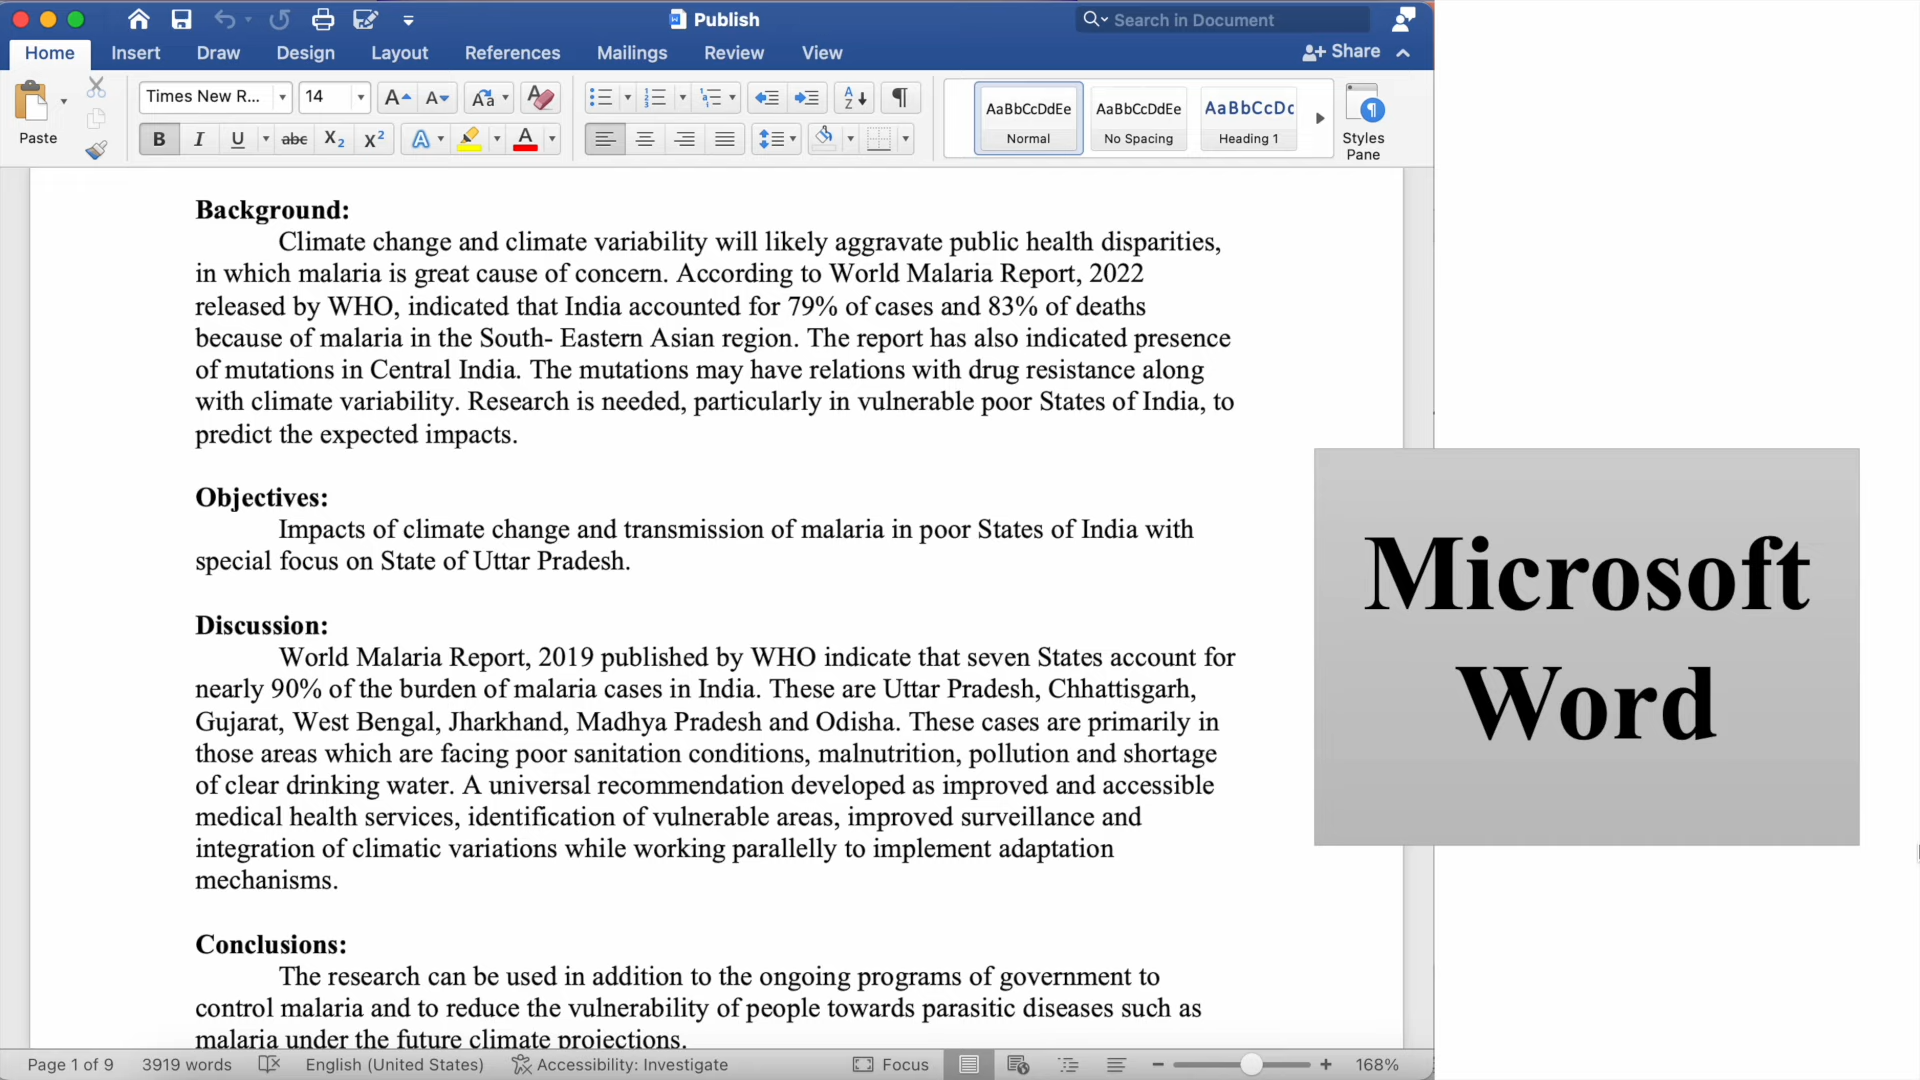 Publish
Search in Document
Home
Insert
Draw
Design
Layout
References
Mailings
Review
View
Share
Paste
Times New R...
14
AaBbCcDdEe
Normal
AaBbCcDdEe
No Spacing
AaBbCcDc
Heading 1
Styles
Pane
Background:
Climate change and climate variability will likely aggravate public health disparities,
in which malaria is great cause of concern. According to World Malaria Report, 2022
released by WHO, indicated that India accounted for 79% of cases and 83% of deaths
because of malaria in the South- Eastern Asian region. The report has also indicated presence
of mutations in Central India. The mutations may have relations with drug resistance along
with climate variability. Research is needed, particularly in vulnerable poor States of India, to
predict the expected impacts.
Objectives:
Impacts of climate change and transmission of malaria in poor States of India with
special focus on State of Uttar Pradesh.
Discussion:
World Malaria Report, 2019 published by WHO indicate that seven States account for
nearly 90% of the burden of malaria cases in India. These are Uttar Pradesh, Chhattisgarh,
Gujarat, West Bengal, Jharkhand, Madhya Pradesh and Odisha. These cases are primarily in
those areas which are facing poor sanitation conditions, malnutrition, pollution and shortage
of clear drinking water. A universal recommendation developed as improved and accessible
medical health services, identification of vulnerable areas, improved surveillance and
integration of climatic variations while working parallelly to implement adaptation
mechanisms.
Conclusions:
The research can be used in addition to the ongoing programs of government to
control malaria and to reduce the vulnerability of people towards parasitic diseases such as
malaria under the future climate projections.
Microsoft
Word
Page 1 of 9
3919 words
English (United States)
Accessibility: Investigate
Focus
168%